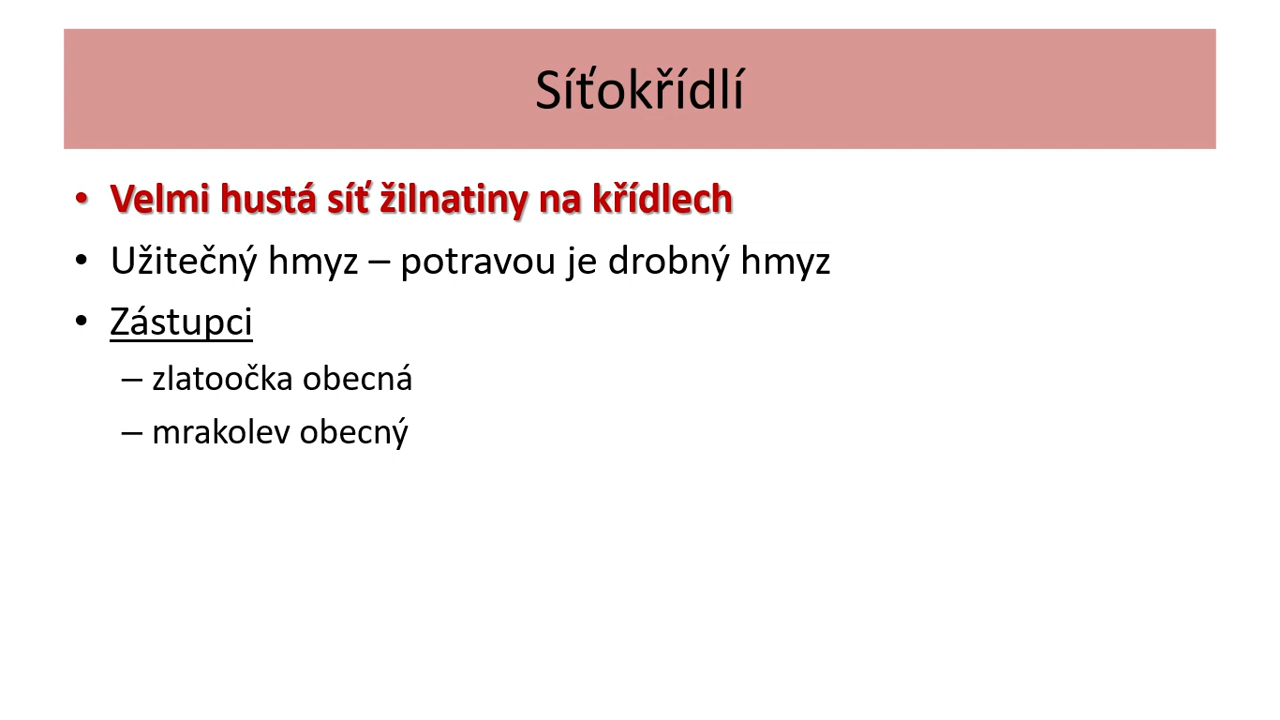 Síťokřídlí
• Velmi hustá síť žilnatiny na křídlech
• Užitečný hmyz – potravou je drobný hmyz
• Zástupci
– zlatoočka obecná
– mrakolev obecný